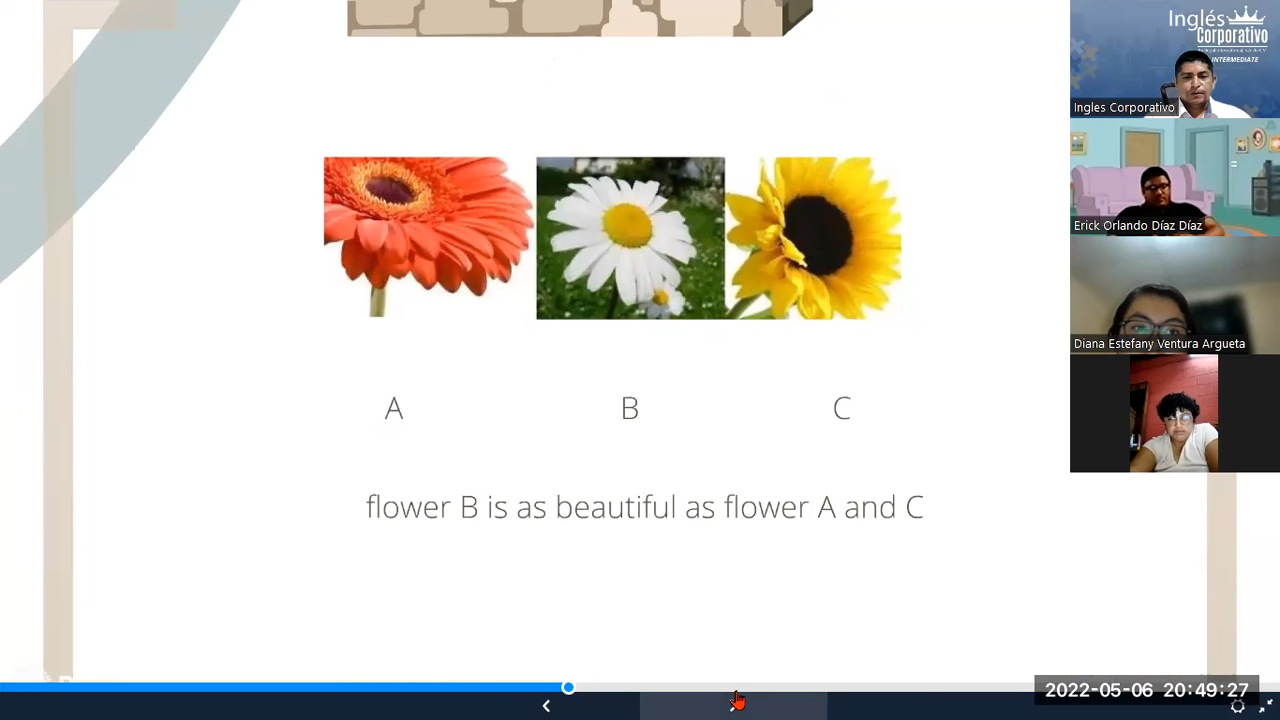 Inglés
Corporativo
INTERMEDIATE
Ingles Corporativo
Erick Orlando Díaz Díaz
Diana Estefany Ventura Argueta
A B C
flower B is as beautiful as flower A and C
2022-05-06 20:49:27